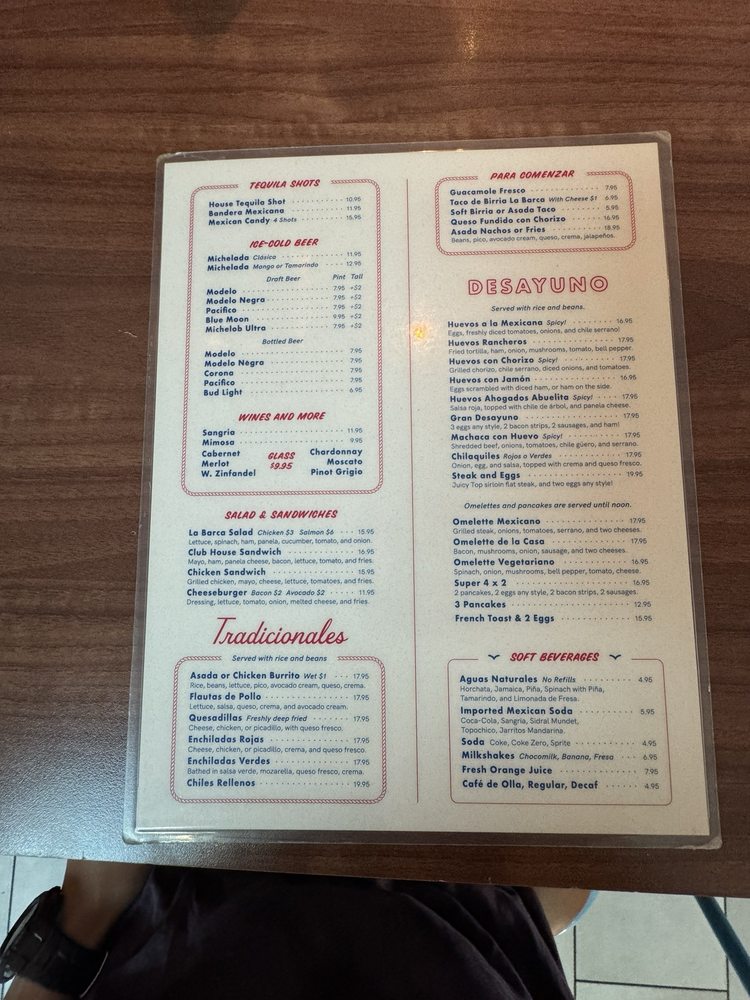 TEQUILA SHOTS
House Tequila Shot 10.95
Bandera Mexicana 11.95
Mexican Candy 4 Shots 15.95
ICE-COLD BEER
Michelada Clásica 11.95
Michelada Mango or Tamarindo 12.95
Draft Beer Pint Tall
Modelo 7.95 +$2
Modelo Negra 7.95 +$2
Pacifico 7.95 +$2
Blue Moon 9.95 +$2
Michelob Ultra 7.95 +$2
Bottled Beer
Modelo 7.95
Modelo Negra 7.95
Corona 7.95
Pacifico 7.95
Bud Light 6.95
WINES AND MORE
Sangria 11.95
Mimosa 9.95
Cabernet
Merlot
W. Zinfandel
GLASS
$9.95
Chardonnay
Moscato
Pinot Grigio
SALAD & SANDWICHES
La Barca Salad Chicken $3 Salmon $6 15.95
Lettuce, spinach, ham, panela, cucumber, tomato, and onion.
Club House Sandwich 16.95
Mayo, ham, panela cheese, bacon, lettuce, tomato, and fries.
Chicken Sandwich 15.95
Grilled chicken, mayo, cheese, lettuce, tomatoes, and fries.
Cheeseburger Bacon $2 Avocado $2 11.95
Dressing, lettuce, tomato, onion, melted cheese, and fries.
Tradicionales
Served with rice and beans
Asada or Chicken Burrito Wet $1 17.95
Rice, beans, lettuce, pico, avocado cream, queso, crema.
Flautas de Pollo 17.95
Lettuce, salsa, queso, crema, and avocado cream.
Quesadillas Freshly deep fried 17.95
Cheese, chicken, or picadillo, with queso fresco.
Enchiladas Rojas 17.95
Cheese, chicken, or picadillo, crema, and queso fresco.
Enchiladas Verdes 17.95
Bathed in salsa verde, mozarella, queso fresco, crema.
Chiles Rellenos 19.95
PARA COMENZAR
Guacamole Fresco 7.95
Taco de Birria La Barca With Cheese $1 6.95
Soft Birria or Asada Taco 5.95
Queso Fundido con Chorizo 16.95
Asada Nachos or Fries 18.95
Beans, pico, avocado cream, queso, crema, jalapeños.
DESAYUNO
Served with rice and beans.
Huevos a la Mexicana Spicy! 16.95
Eggs, freshly diced tomatoes, onions, and chile serrano!
Huevos Rancheros 17.95
Fried tortilla, ham, onion, mushrooms, tomato, bell pepper.
Huevos con Chorizo Spicy! 17.95
Grilled chorizo, chile serrano, diced onions, and tomatoes.
Huevos con Jamón 16.95
Eggs scrambled with diced ham, or ham on the side.
Huevos Ahogados Abuelita Spicy! 17.95
Salsa roja, topped with chile de árbol, and panela cheese.
Gran Desayuno 17.95
3 eggs any style, 2 bacon strips, 2 sausages, and ham!
Machaca con Huevo Spicy! 17.95
Shredded beef, onions, tomatoes, chile güero, and serrano.
Chilaquiles Rojos o Verdes 17.95
Onion, egg, and salsa, topped with crema and queso fresco.
Steak and Eggs 19.95
Juicy Top sirloin flat steak, and two eggs any style!
Omelettes and pancakes are served until noon.
Omelette Mexicano 17.95
Grilled steak, onions, tomatoes, serrano, and two cheeses.
Omelette de la Casa 17.95
Bacon, mushrooms, onion, sausage, and two cheeses.
Omelette Vegetariano 16.95
Spinach, onion, mushrooms, bell pepper, tomato, cheese.
Super 4 x 2 16.95
2 pancakes, 2 eggs any style, 2 bacon strips, 2 sausages.
3 Pancakes 12.95
French Toast & 2 Eggs 15.95
SOFT BEVERAGES
Aguas Naturales No Refills 4.95
Horchata, Jamaica, Piña, Spinach with Piña,
Tamarindo, and Limonada de Fresa.
Imported Mexican Soda 5.95
Coca-Cola, Sangria, Sidral Mundet,
Topochico, Jarritos Mandarina.
Soda Coke, Coke Zero, Sprite 4.95
Milkshakes Chocomilk, Banana, Fresa 6.95
Fresh Orange Juice 7.95
Café de Olla, Regular, Decaf 4.95